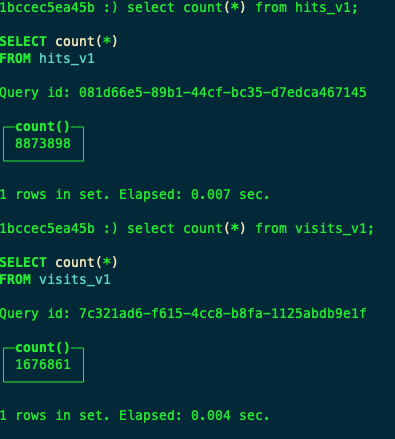 1bccec5ea45b :) select count(*) from hits_v1;
SELECT count(*)
FROM hits_v1
Query id: 081d66e5-89b1-44cf-bc35-d7edca467145
count()
8873898
1 rows in set. Elapsed: 0.007 sec.
1bccec5ea45b :) select count(*) from visits_v1;
SELECT count(*)
FROM visits_v1
Query id: 7c321ad6-f615-4cc8-b8fa-1125abdb9e1f
count()
1676861
1 rows in set. Elapsed: 0.004 sec.